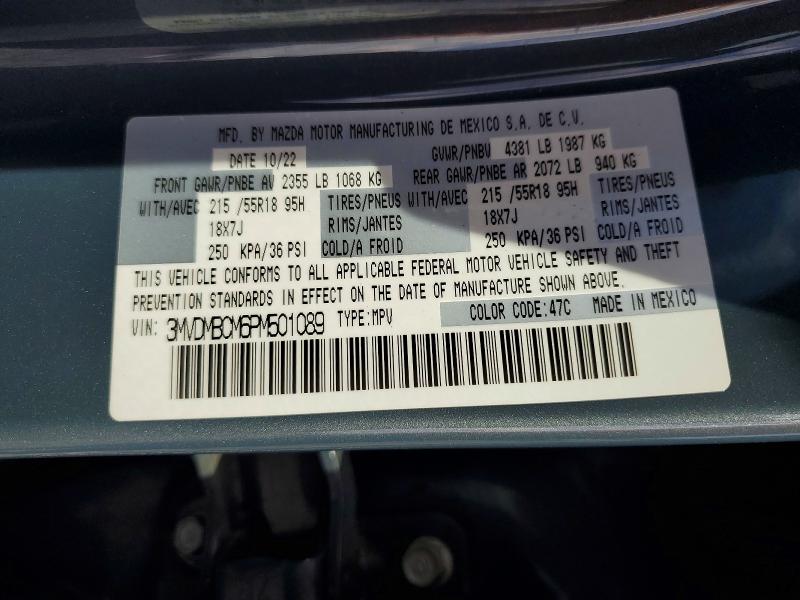 MFD. BY MAZDA MOTOR MANUFACTURING DE MEXICO S.A. DE C.V.
DATE 10/22 GVWR/PNBV 4381 LB 1987 KG
FRONT GAWR/PNBE AV 2355 LB 1068 KG REAR GAWR/PNBE AR 2072 LB 940 KG
WITH/AVEC 215 /55R18 95H TIRES/PNEUS WITH/AVEC 215 /55R18 95H TIRES/PNEUS
18X7J RIMS/JANTES 18X7J RIMS/JANTES
250 KPA/36 PSI COLD/A FROID 250 KPA/36 PSI COLD/A FROID
THIS VEHICLE CONFORMS TO ALL APPLICABLE FEDERAL MOTOR VEHICLE SAFETY AND THEFT
PREVENTION STANDARDS IN EFFECT ON THE DATE OF MANUFACTURE SHOWN ABOVE.
VIN: 3MVDMBCM6PM501089 TYPE:MPV COLOR CODE:47C MADE IN MEXICO